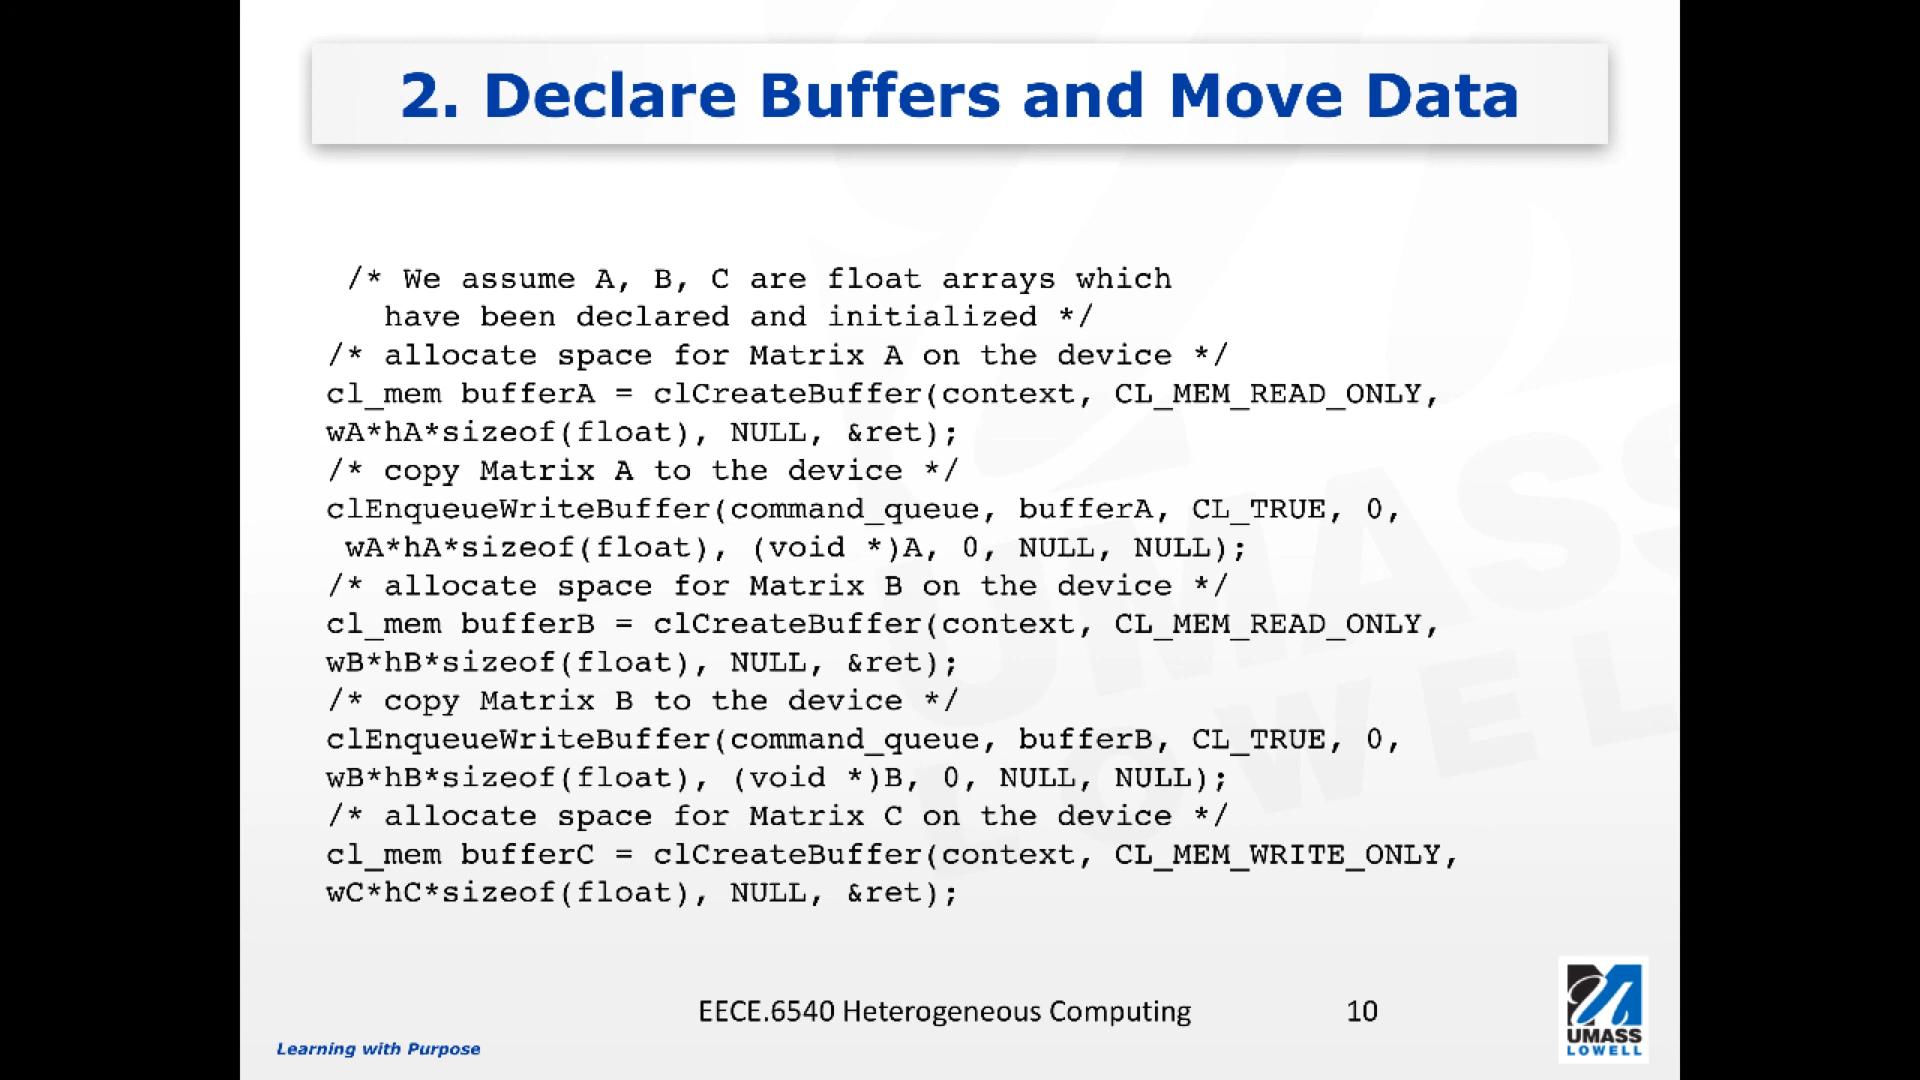 2. Declare Buffers and Move Data
/* We assume A, B, C are float arrays which
have been declared and initialized */
/* allocate space for Matrix A on the device */
cl_mem bufferA = clCreateBuffer(context, CL_MEM_READ_ONLY,
wA*hA*sizeof(float), NULL, &ret);
/* copy Matrix A to the device */
clEnqueueWriteBuffer(command_queue, bufferA, CL_TRUE, 0,
wA*hA*sizeof(float), (void *)A, 0, NULL, NULL);
/* allocate space for Matrix B on the device */
cl_mem bufferB = clCreateBuffer(context, CL_MEM_READ_ONLY,
wB*hB*sizeof(float), NULL, &ret);
/* copy Matrix B to the device */
clEnqueueWriteBuffer(command_queue, bufferB, CL_TRUE, 0,
wB*hB*sizeof(float), (void *)B, 0, NULL, NULL);
/* allocate space for Matrix C on the device */
cl_mem bufferC = clCreateBuffer(context, CL_MEM_WRITE_ONLY,
wC*hC*sizeof(float), NULL, &ret);
EECE.6540 Heterogeneous Computing 10
Learning with Purpose
UMASS
LOWELL